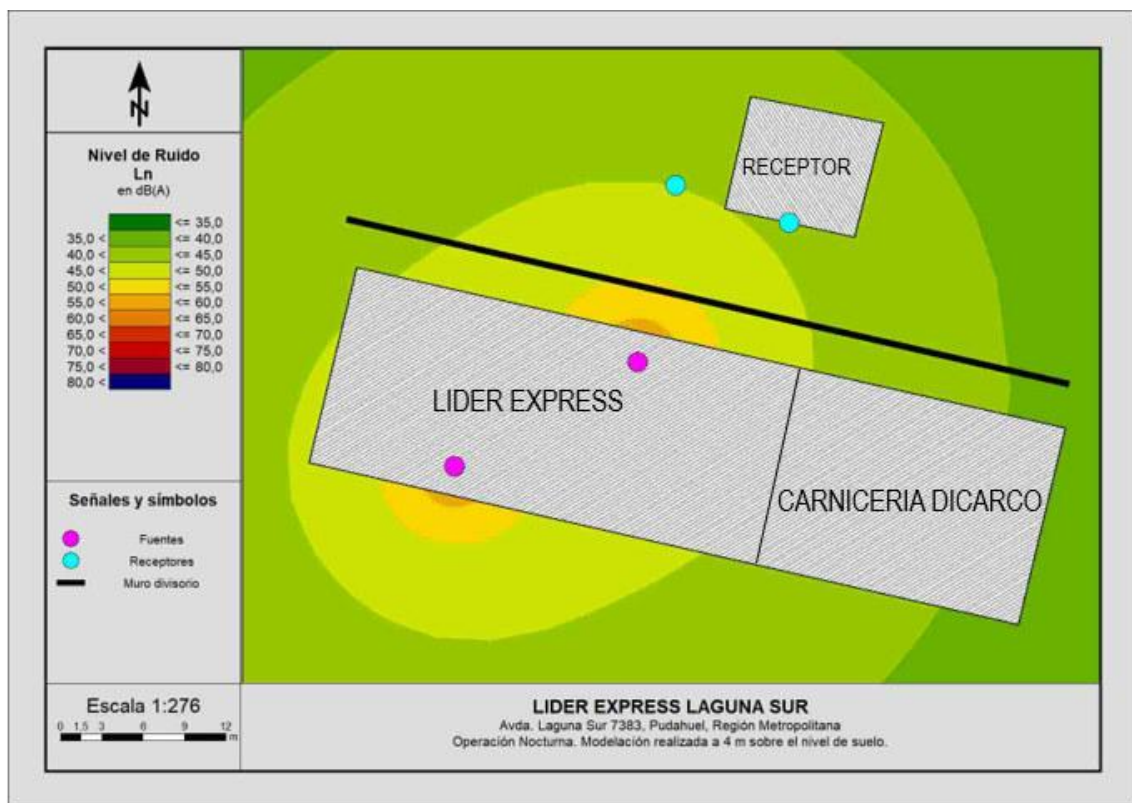 N
Nivel de Ruido
Ln
en dB(A)
<= 35,0
35,0 < <= 40,0
40,0 < <= 45,0
45,0 < <= 50,0
50,0 < <= 55,0
55,0 < <= 60,0
60,0 < <= 65,0
65,0 < <= 70,0
70,0 < <= 75,0
75,0 < <= 80,0
80,0 <
Señales y símbolos
Fuentes
Receptores
Muro divisorio
RECEPTOR
LIDER EXPRESS
CARNICERIA DICARCO
Escala 1:276
0 1,5 3 6 9 12
m
LIDER EXPRESS LAGUNA SUR
Avda. Laguna Sur 7383, Pudahuel, Región Metropolitana
Operación Nocturna. Modelación realizada a 4 m sobre el nivel de suelo.